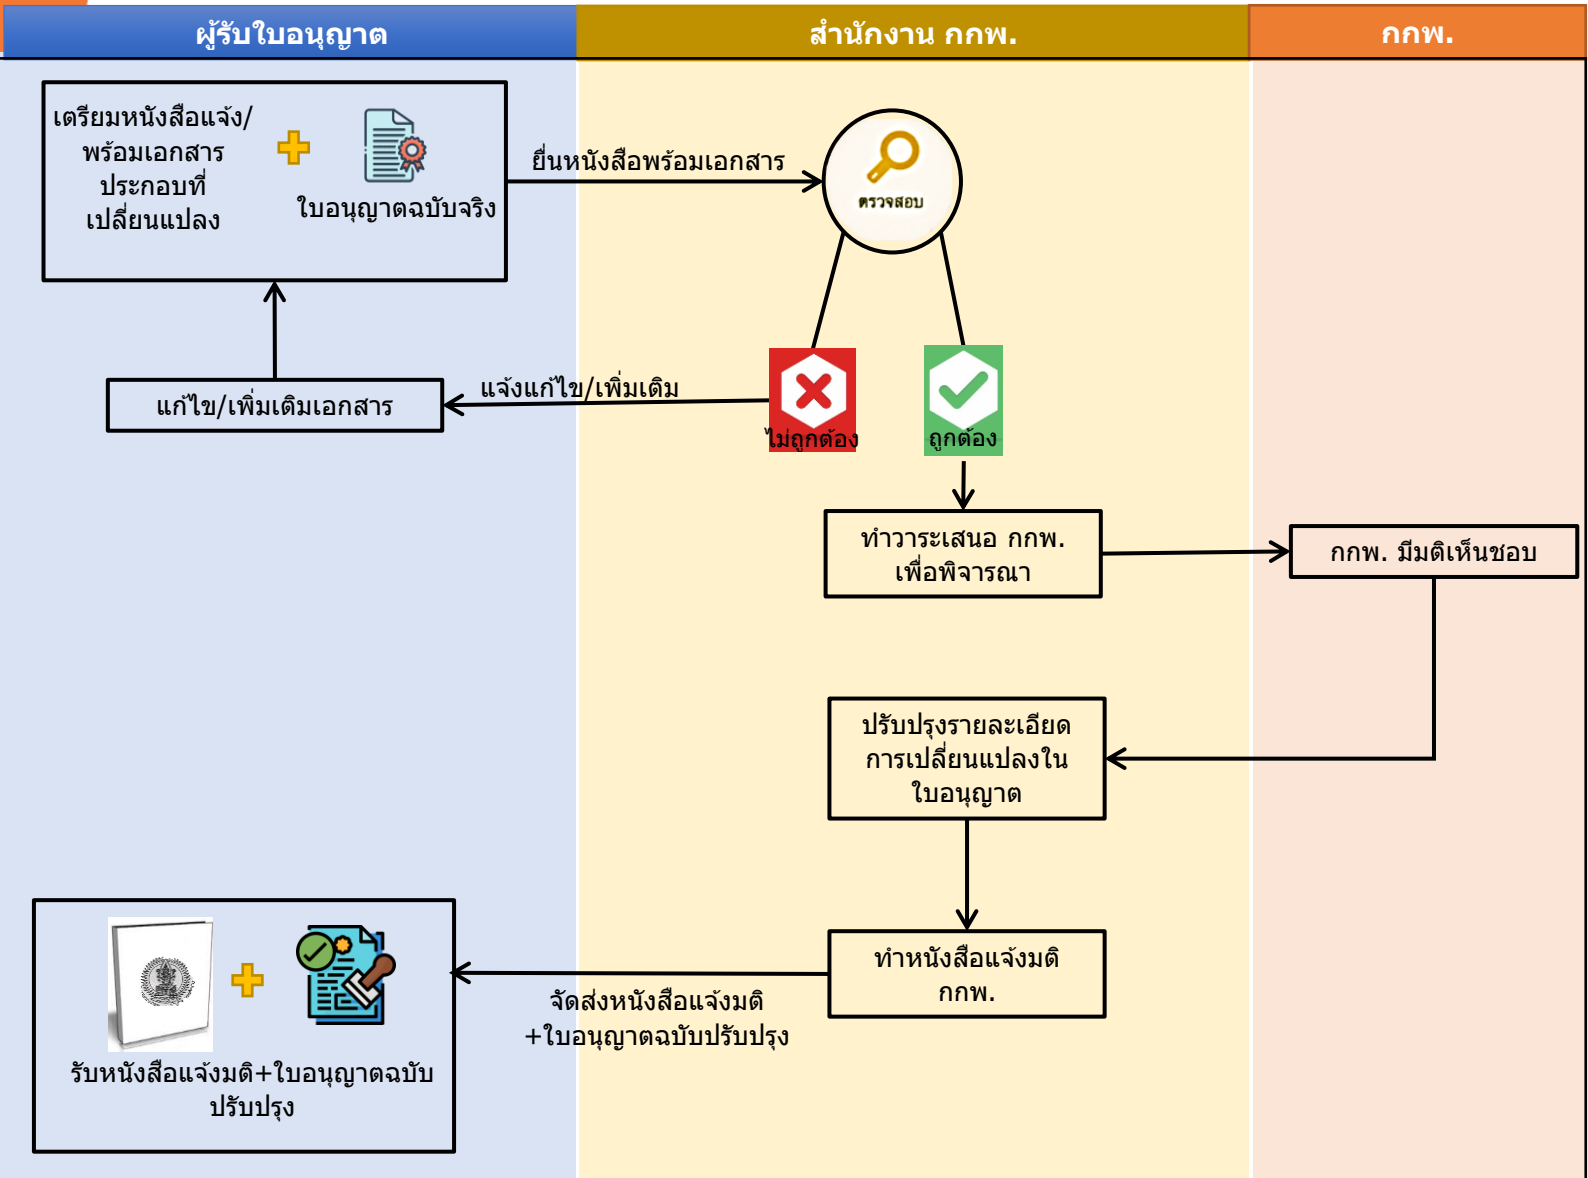 ผู้รับใบอนุญาต
สำนักงาน กกพ.
กกพ.
เตรียมหนังสือแจ้ง/
พร้อมเอกสาร
ประกอบที่
เปลี่ยนแปลง
ใบอนุญาตฉบับจริง
ยื่นหนังสือพร้อมเอกสาร
ตรวจสอบ
แก้ไข/เพิ่มเติมเอกสาร
แจ้งแก้ไข/เพิ่มเติม
ไม่ถูกต้อง
ถูกต้อง
ทำวาระเสนอ กกพ.
เพื่อพิจารณา
กกพ. มีมติเห็นชอบ
ปรับปรุงรายละเอียด
การเปลี่ยนแปลงใน
ใบอนุญาต
ทำหนังสือแจ้งมติ
กกพ.
จัดส่งหนังสือแจ้งมติ
+ใบอนุญาตฉบับปรับปรุง
รับหนังสือแจ้งมติ+ใบอนุญาตฉบับ
ปรับปรุง